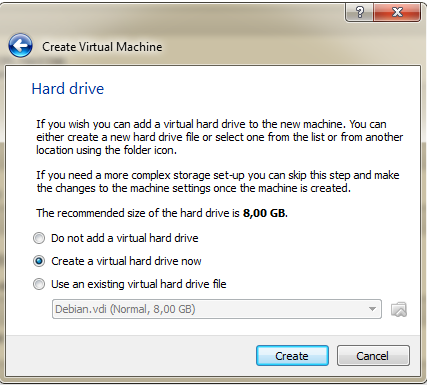 Create Virtual Machine
Hard drive
If you wish you can add a virtual hard drive to the new machine. You can
either create a new hard drive file or select one from the list or from another
location using the folder icon.
If you need a more complex storage set-up you can skip this step and make
the changes to the machine settings once the machine is created.
The recommended size of the hard drive is 8,00 GB.
Do not add a virtual hard drive
Create a virtual hard drive now
Use an existing virtual hard drive file
Debian.vdi (Normal, 8,00 GB)
Create
Cancel